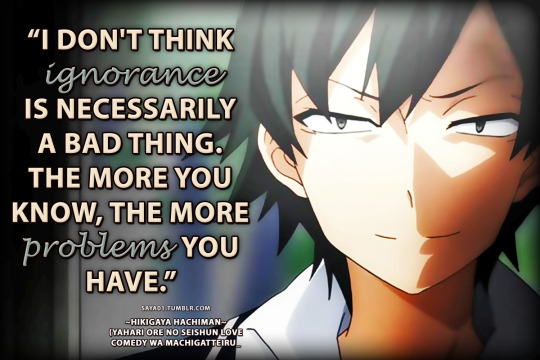 “I DON'T THINK
ignorance
IS NECESSARILY
A BAD THING.
THE MORE YOU
KNOW, THE MORE
problems YOU
HAVE.”
SAYA01.TUMBLR.COM
~HIKIGAYA HACHIMAN~
[YAHARI ORE NO SEISHUN LOVE
COMEDY WA MACHIGATTEIRU_